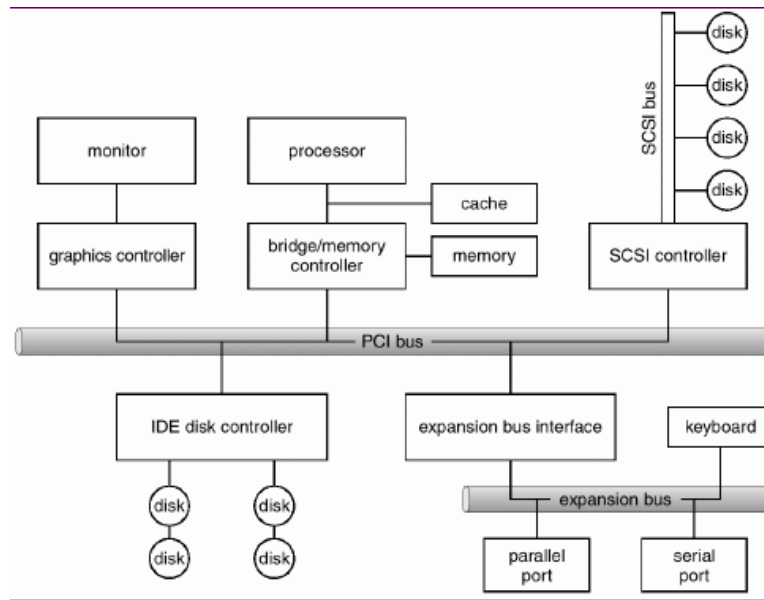 disk
disk
SCSI bus
disk
disk
monitor
processor
cache
graphics controller
bridge/memory
controller
memory
SCSI controller
PCI bus
IDE disk controller
expansion bus interface
keyboard
disk
disk
expansion bus
disk
disk
parallel
port
serial
port